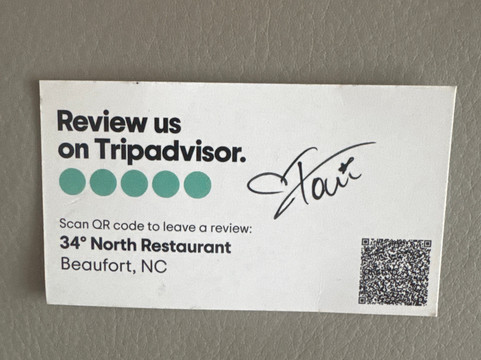 Review us
on Tripadvisor.
Scan QR code to leave a review:
34° North Restaurant
Beaufort, NC